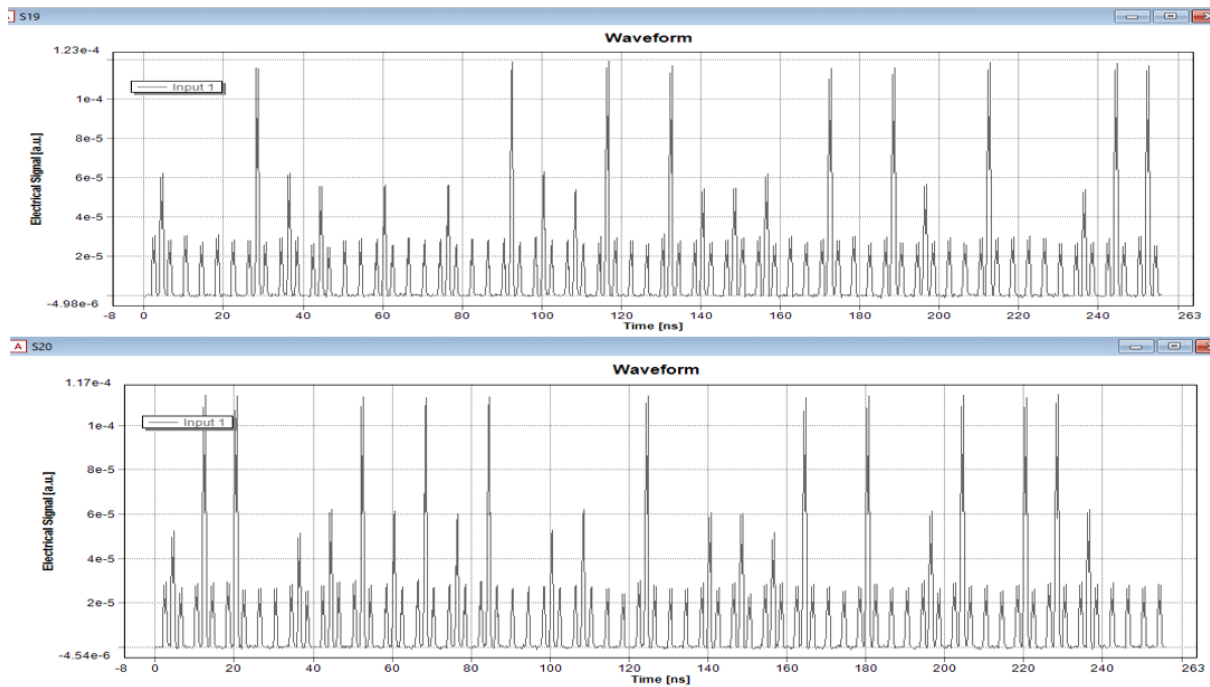 A S19
Waveform
1.23e-4
Input 1
1e-4
8e-5
6e-5
4e-5
2e-5
-4.98e-6
Electrical Signal [a.u.]
-8 0 20 40 60 80 100 120 140 160 180 200 220 240 263
Time [ns]
A S20
Waveform
1.17e-4
Input 1
1e-4
8e-5
6e-5
4e-5
2e-5
-4.54e-6
Electrical Signal [a.u.]
-8 0 20 40 60 80 100 120 140 160 180 200 220 240 263
Time [ns]